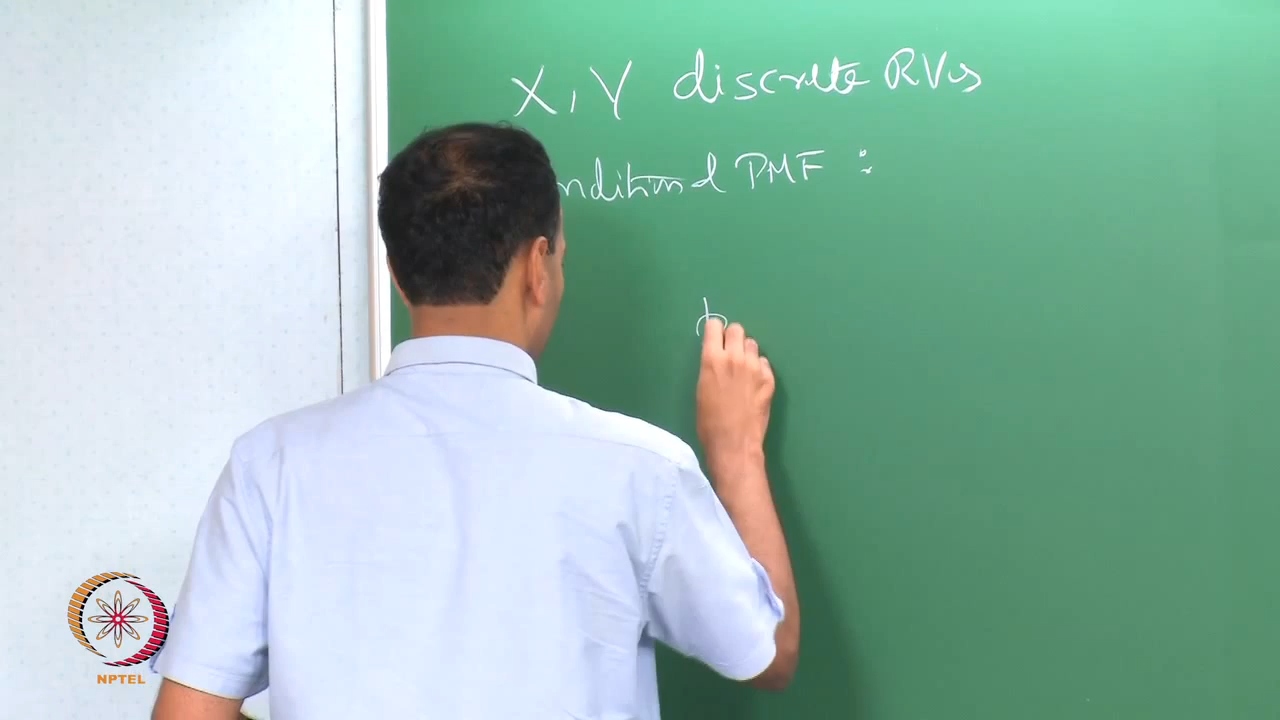 X, Y discrete RVs
nditional PMF :
NPTEL